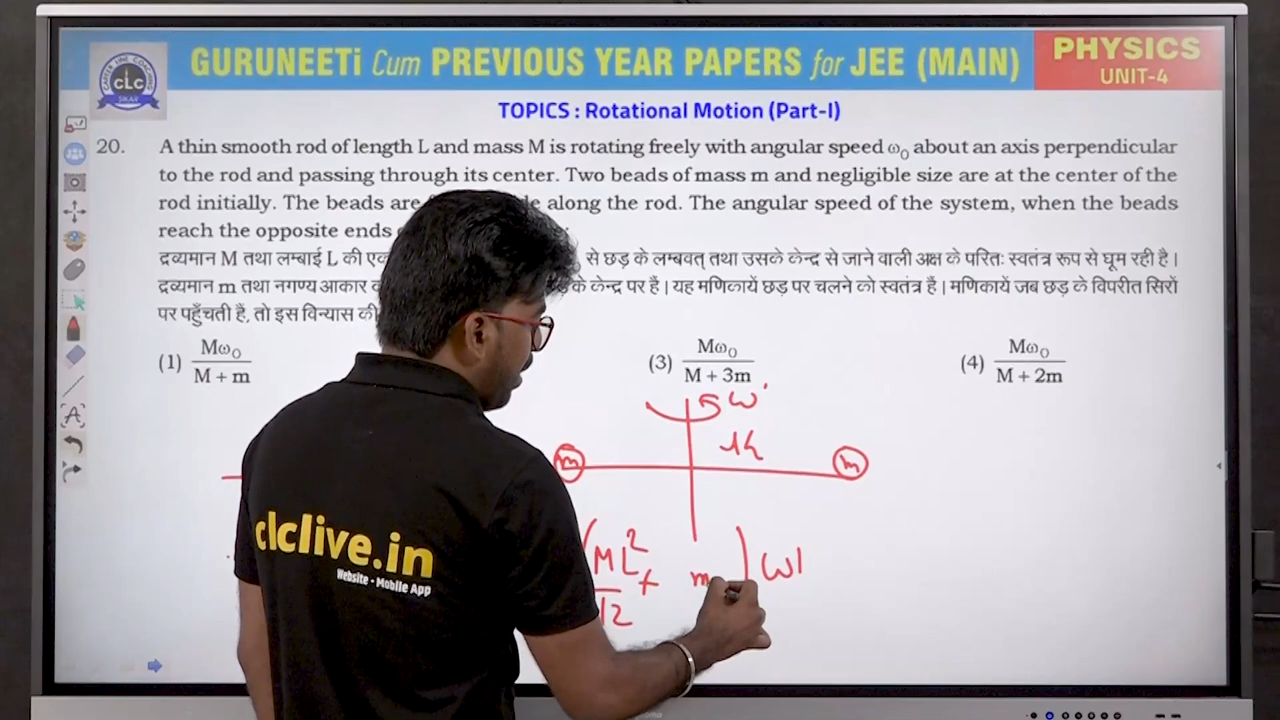 GURUNEETi Cum PREVIOUS YEAR PAPERS for JEE (MAIN)
PHYSICS
UNIT-4
CAREER LINE COACHING
CLC
SIKAR
TOPICS : Rotational Motion (Part-I)
20. A thin smooth rod of length L and mass M is rotating freely with angular speed ω₀ about an axis perpendicular
to the rod and passing through its center. Two beads of mass m and negligible size are at the center of the
rod initially. The beads are along the rod. The angular speed of the system, when the beads
reach the opposite ends
द्रव्यमान M तथा लम्बाई L की से छड़ के लम्बवत् तथा उसके केन्द्र से जाने वाली अक्ष के परितः स्वतंत्र रूप से घूम रही है।
द्रव्यमान m तथा नगण्य आकार के केन्द्र पर है। यह मणिकायें छड़ पर चलने को स्वतंत्र है। मणिकायें जब छड़ के विपरीत सिरों
पर पहुँचती हैं, तो इस विन्यास की
(1) Mω₀ / M + m (3) Mω₀ / M + 3m (4) Mω₀ / M + 2m
ω'
m m
(ML²/12 + m ) ω'
clclive.in
Website - Mobile App